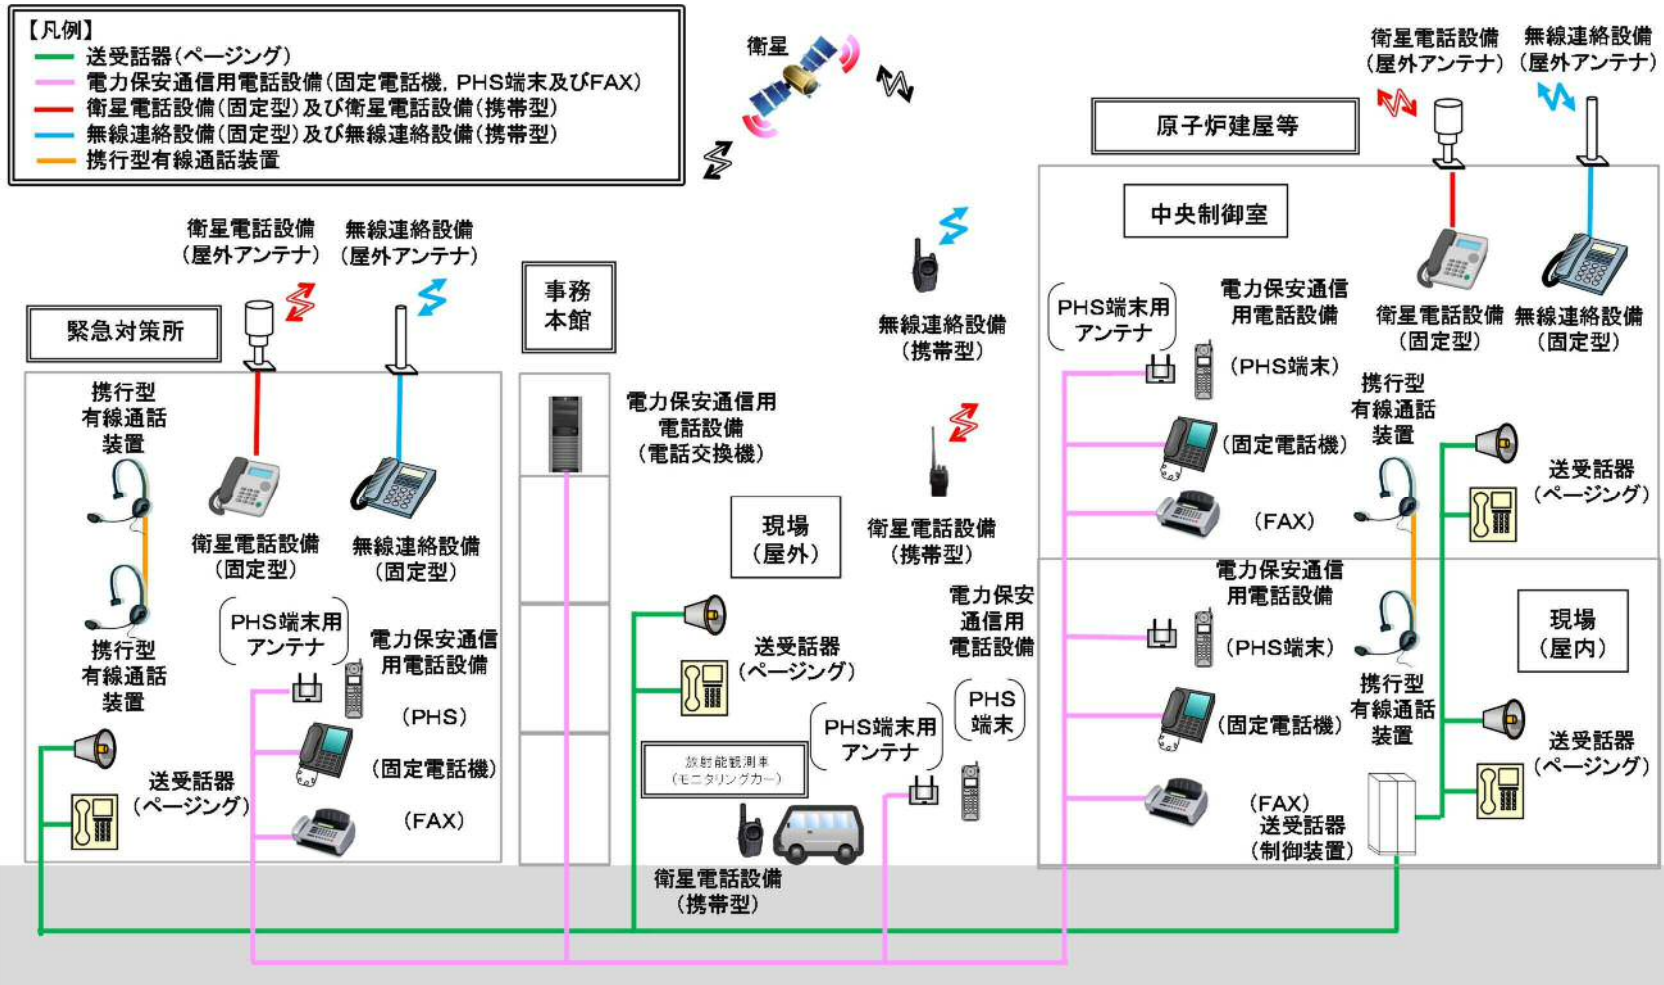 【凡例】
送受話器(ページング)
電力保安通信用電話設備(固定電話機, PHS端末及びFAX)
衛星電話設備(固定型)及び衛星電話設備(携帯型)
無線連絡設備(固定型)及び無線連絡設備(携帯型)
携行型有線通話装置
衛星
衛星電話設備
(屋外アンテナ)
無線連絡設備
(屋外アンテナ)
原子炉建屋等
中央制御室
衛星電話設備
(固定型)
無線連絡設備
(固定型)
PHS端末用
アンテナ
電力保安通信
用電話設備
(PHS端末)
(固定電話機)
(FAX)
携行型
有線通話
装置
送受話器
(ページング)
電力保安通信
用電話設備
(PHS端末)
(固定電話機)
(FAX)
現場
(屋内)
携行型
有線通話
装置
送受話器
(ページング)
送受話器
(制御装置)
衛星電話設備
(屋外アンテナ)
無線連絡設備
(屋外アンテナ)
緊急対策所
携行型
有線通話
装置
衛星電話設備
(固定型)
無線連絡設備
(固定型)
携行型
有線通話
装置
PHS端末用
アンテナ
電力保安通信
用電話設備
(PHS)
(固定電話機)
(FAX)
送受話器
(ページング)
事務
本館
電力保安通信用
電話設備
(電話交換機)
無線連絡設備
(携帯型)
衛星電話設備
(携帯型)
現場
(屋外)
送受話器
(ページング)
電力保安
通信用
電話設備
PHS
端末
PHS端末用
アンテナ
放射能観測車
(モニタリングカー)
衛星電話設備
(携帯型)